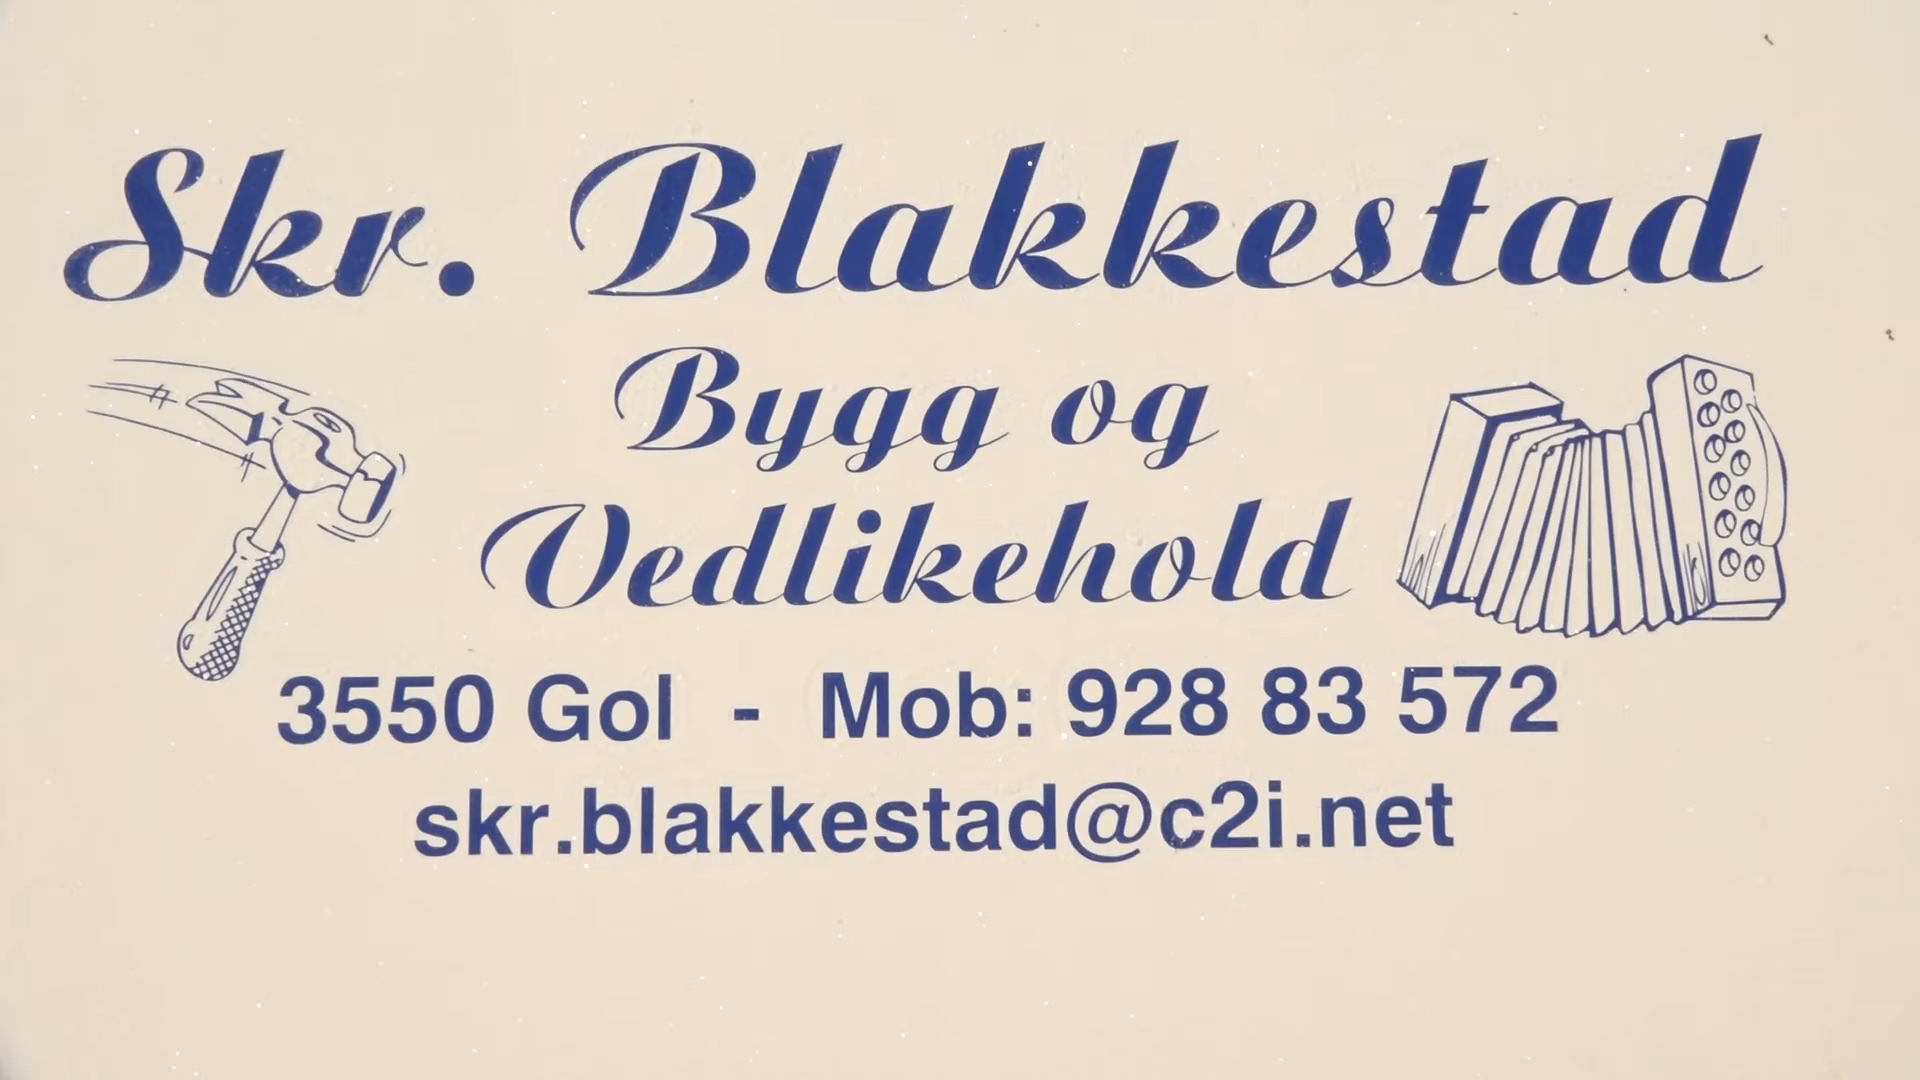 Skr. Blakkestad
Bygg og
Vedlikehold
3550 Gol - Mob: 928 83 572
skr.blakkestad@c2i.net